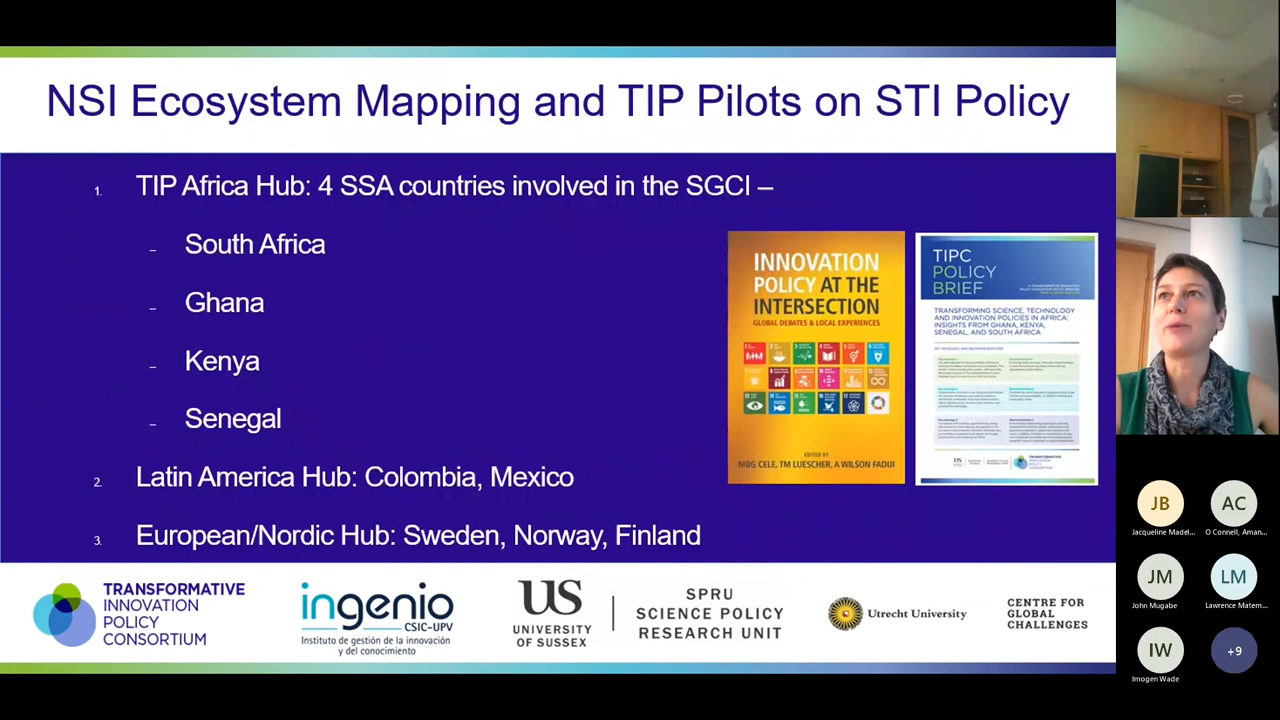 NSI Ecosystem Mapping and TIP Pilots on STI Policy
1. TIP Africa Hub: 4 SSA countries involved in the SGCI –
– South Africa
– Ghana
– Kenya
– Senegal
2. Latin America Hub: Colombia, Mexico
3. European/Nordic Hub: Sweden, Norway, Finland
INNOVATION
POLICY AT THE
INTERSECTION
GLOBAL DEBATES & LOCAL EXPERIENCES
EDITED BY
MBG CELE, TM LUESCHER, A WILSON FADIJI
TIPC
POLICY
BRIEF
TRANSFORMING SCIENCE, TECHNOLOGY
AND INNOVATION POLICIES IN AFRICA:
INSIGHTS FROM GHANA, KENYA,
SENEGAL, AND SOUTH AFRICA
TRANSFORMATIVE
INNOVATION
POLICY
CONSORTIUM
ingenio
CSIC-UPV
Instituto de gestión de la innovación
y del conocimiento
US
UNIVERSITY
OF SUSSEX
SPRU
SCIENCE POLICY
RESEARCH UNIT
Utrecht University
CENTRE FOR
GLOBAL
CHALLENGES
JB
Jacqueline Madel...
AC
O Connell, Aman...
JM
John Mugabe
LM
Lawrence Matem...
IW
Imogen Wade
+9